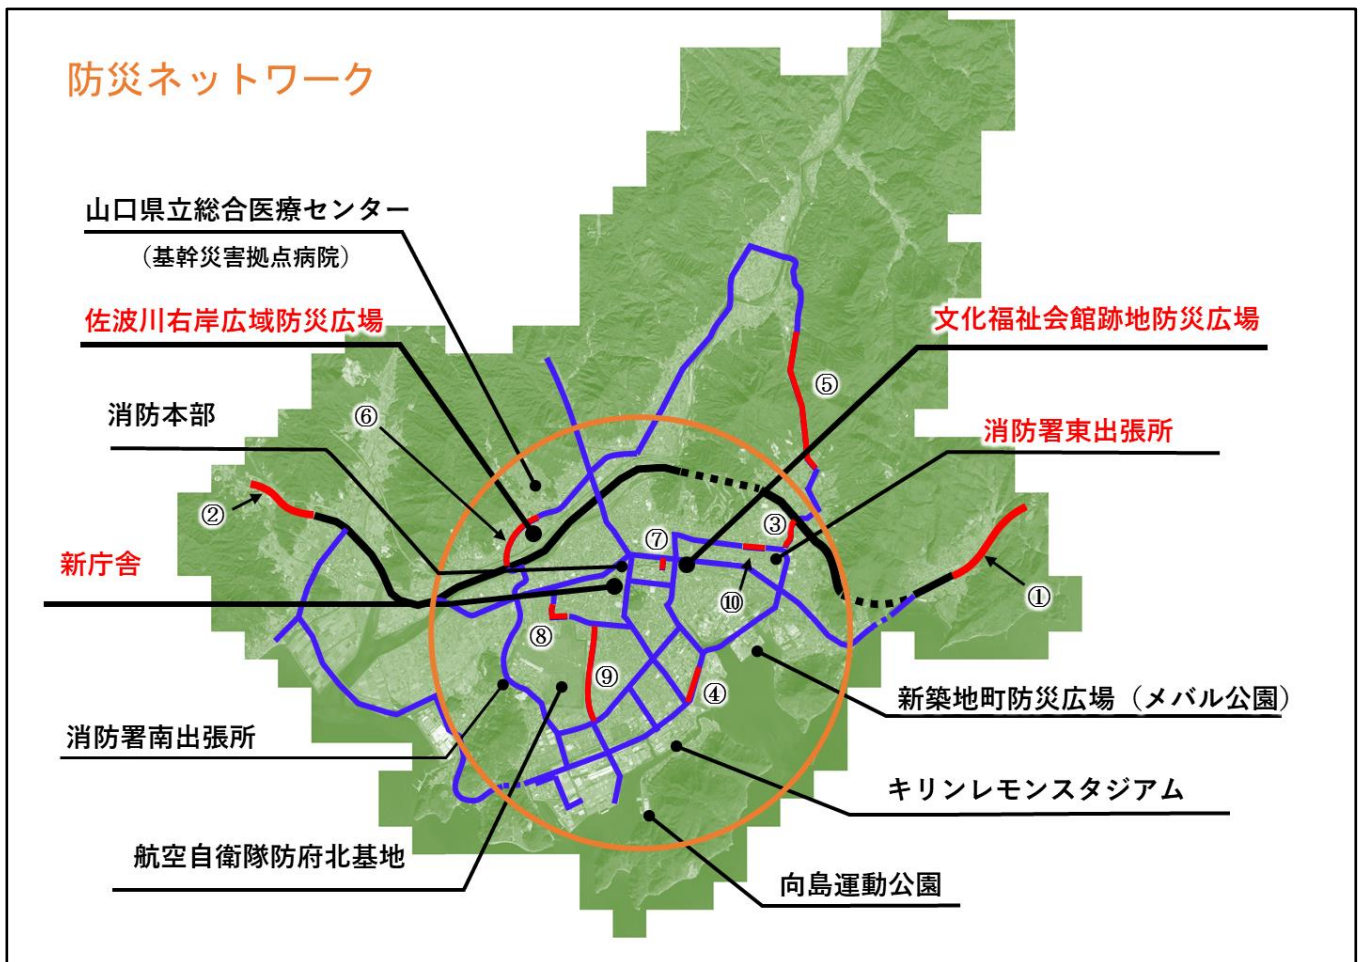 防災ネットワーク
山口県立総合医療センター
（基幹災害拠点病院）
佐波川右岸広域防災広場
文化福祉会館跡地防災広場
⑤
⑥
消防本部
消防署東出張所
②
③
⑦
新庁舎
⑩
①
⑧
⑨
④
新築地町防災広場（メバル公園）
消防署南出張所
キリンレモンスタジアム
航空自衛隊防府北基地
向島運動公園